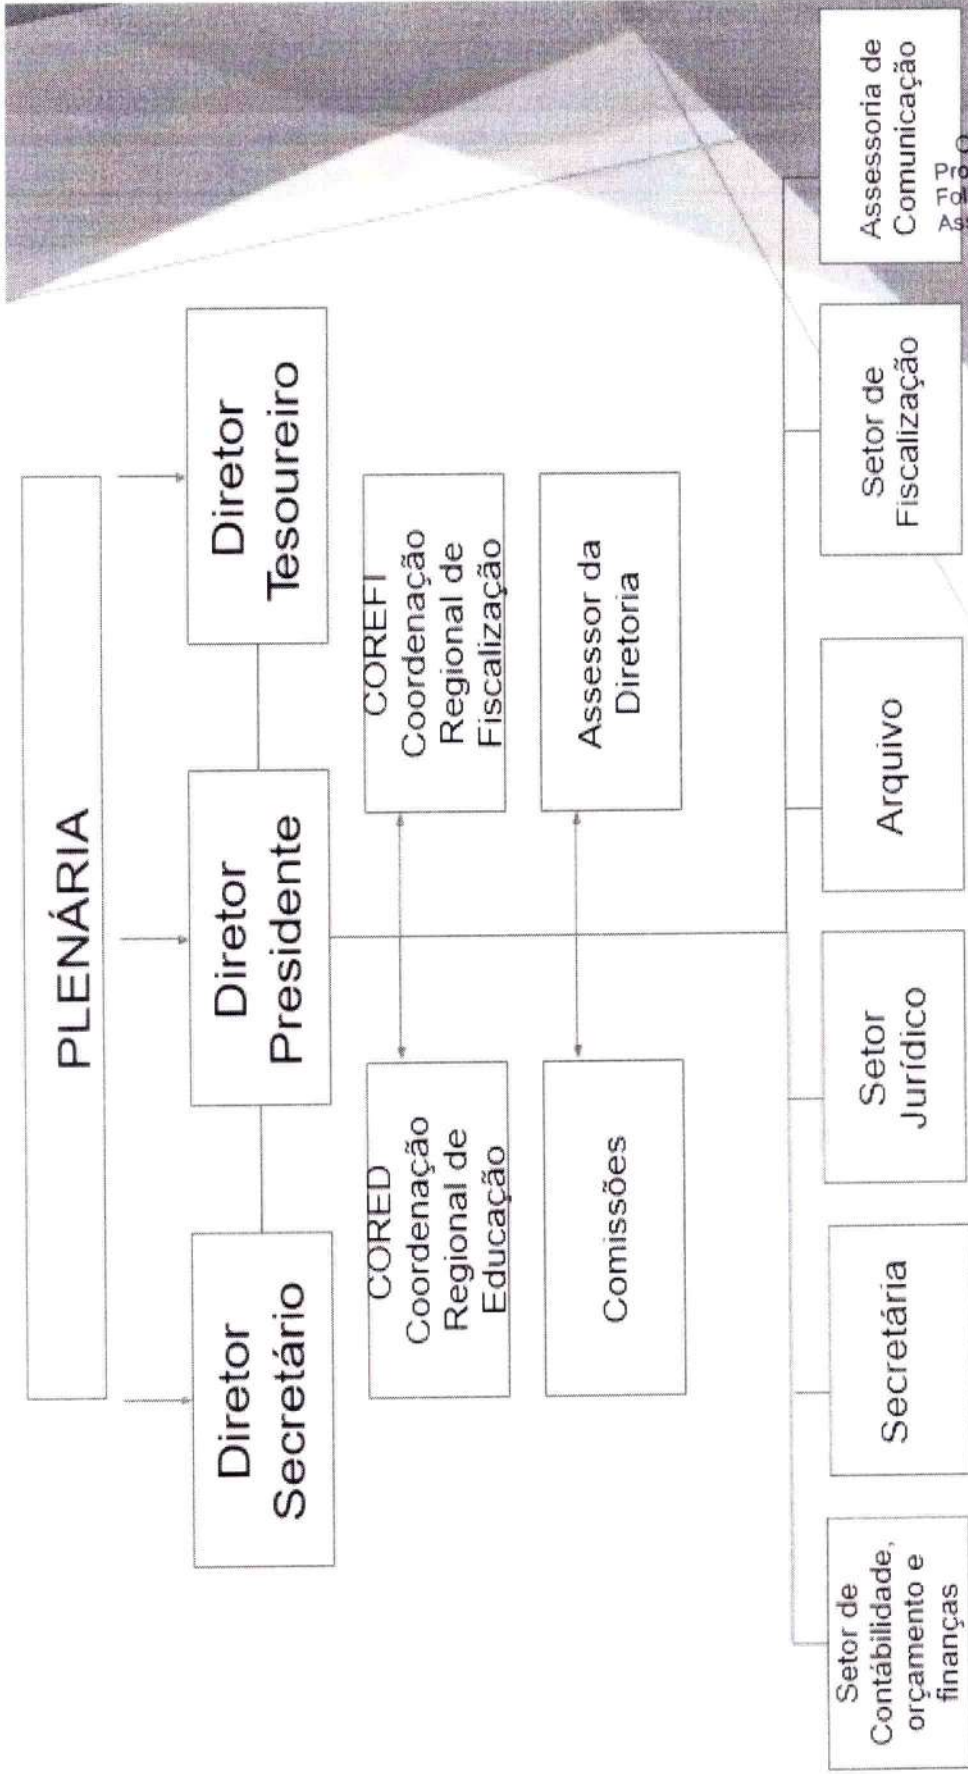 PLENÁRIA
Diretor
Secretário
Diretor
Presidente
Diretor
Tesoureiro
CORED
Coordenação
Regional de
Educação
COREFI
Coordenação
Regional de
Fiscalização
Comissões
Assessor da
Diretoria
Setor de
Contábilidade,
orçamento e
finanças
Secretária
Setor
Jurídico
Arquivo
Setor de
Fiscalização
Assessoria de
Comunicação